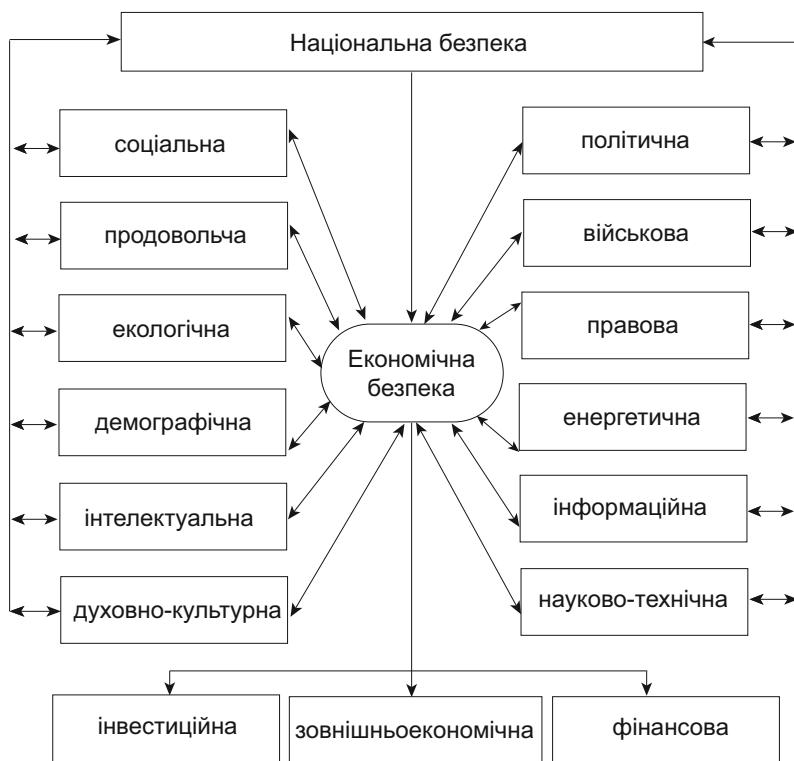 Національна безпека
соціальна
політична
продовольча
військова
екологічна
правова
Економічна
безпека
демографічна
енергетична
інтелектуальна
інформаційна
духовно-культурна
науково-технічна
інвестиційна
зовнішньоекономічна
фінансова